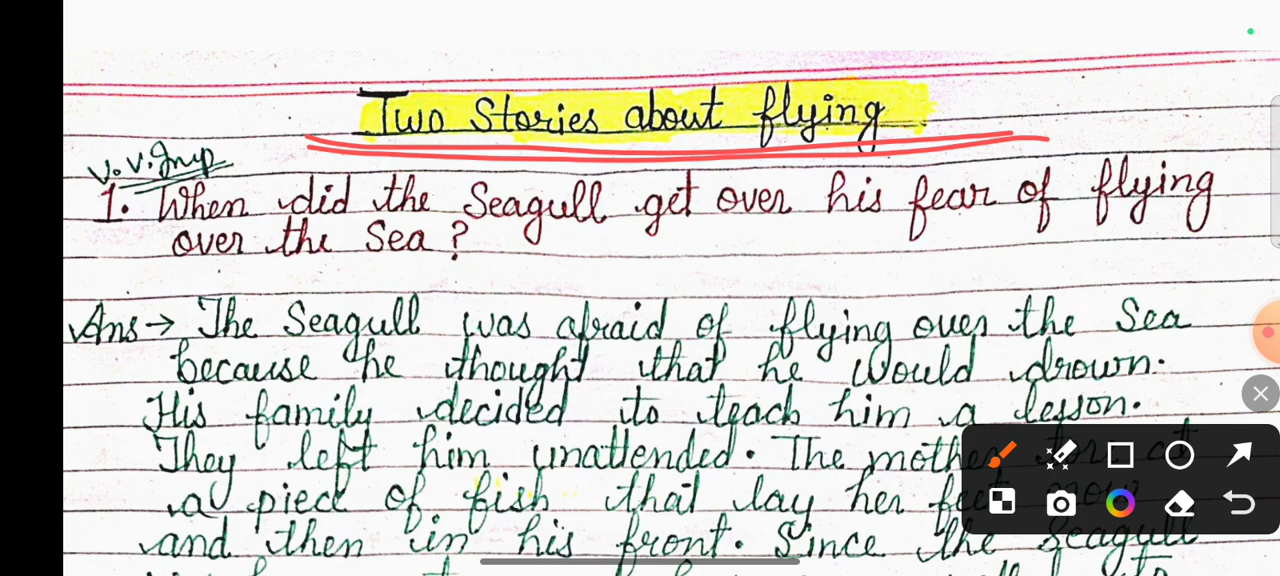 Two Stories about flying
V.V.Imp
1. When did the Seagull get over his fear of flying
over the Sea ?
Ans → The Seagull was afraid of flying over the Sea
because he thought that he would drown.
His family decided to teach him a lesson.
They left him unattended. The mother at
a piece of fish that lay her feet
and then in his front. Since the Seagull